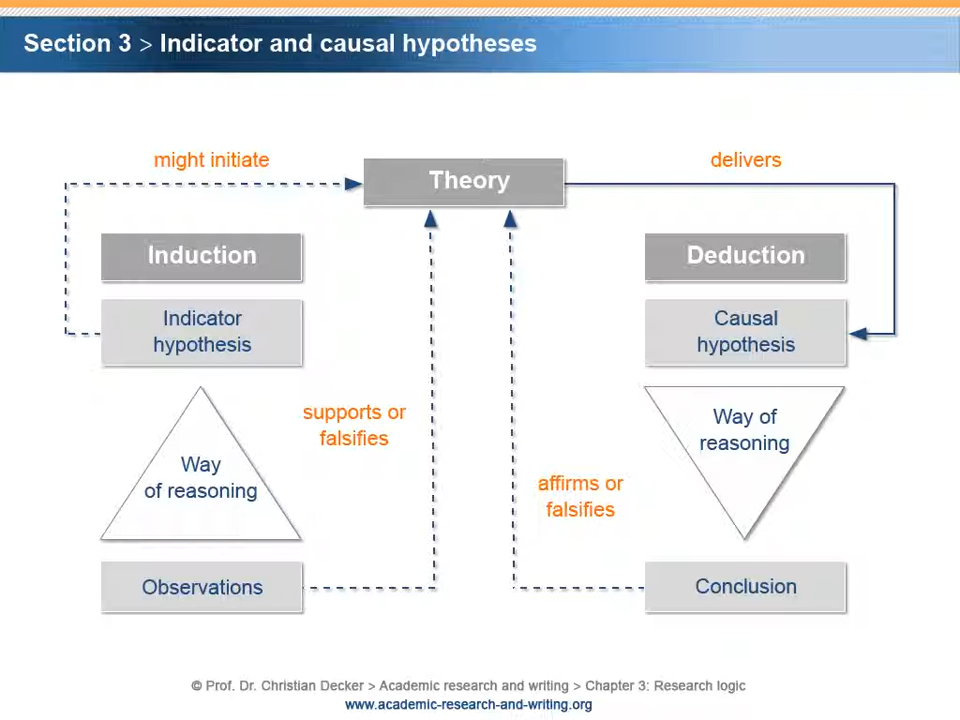 Section 3 > Indicator and causal hypotheses
might initiate
Theory
delivers
Induction
Deduction
Indicator
hypothesis
Causal
hypothesis
supports or
falsifies
Way of
reasoning
Way
of reasoning
affirms or
falsifies
Observations
Conclusion
© Prof. Dr. Christian Decker > Academic research and writing > Chapter 3: Research logic
www.academic-research-and-writing.org